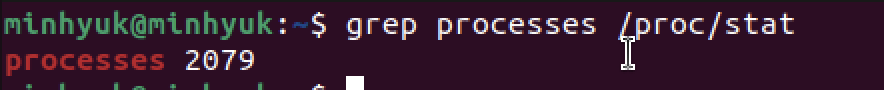 minhyuk@minhyuk:~$ grep processes /proc/stat
processes 2079